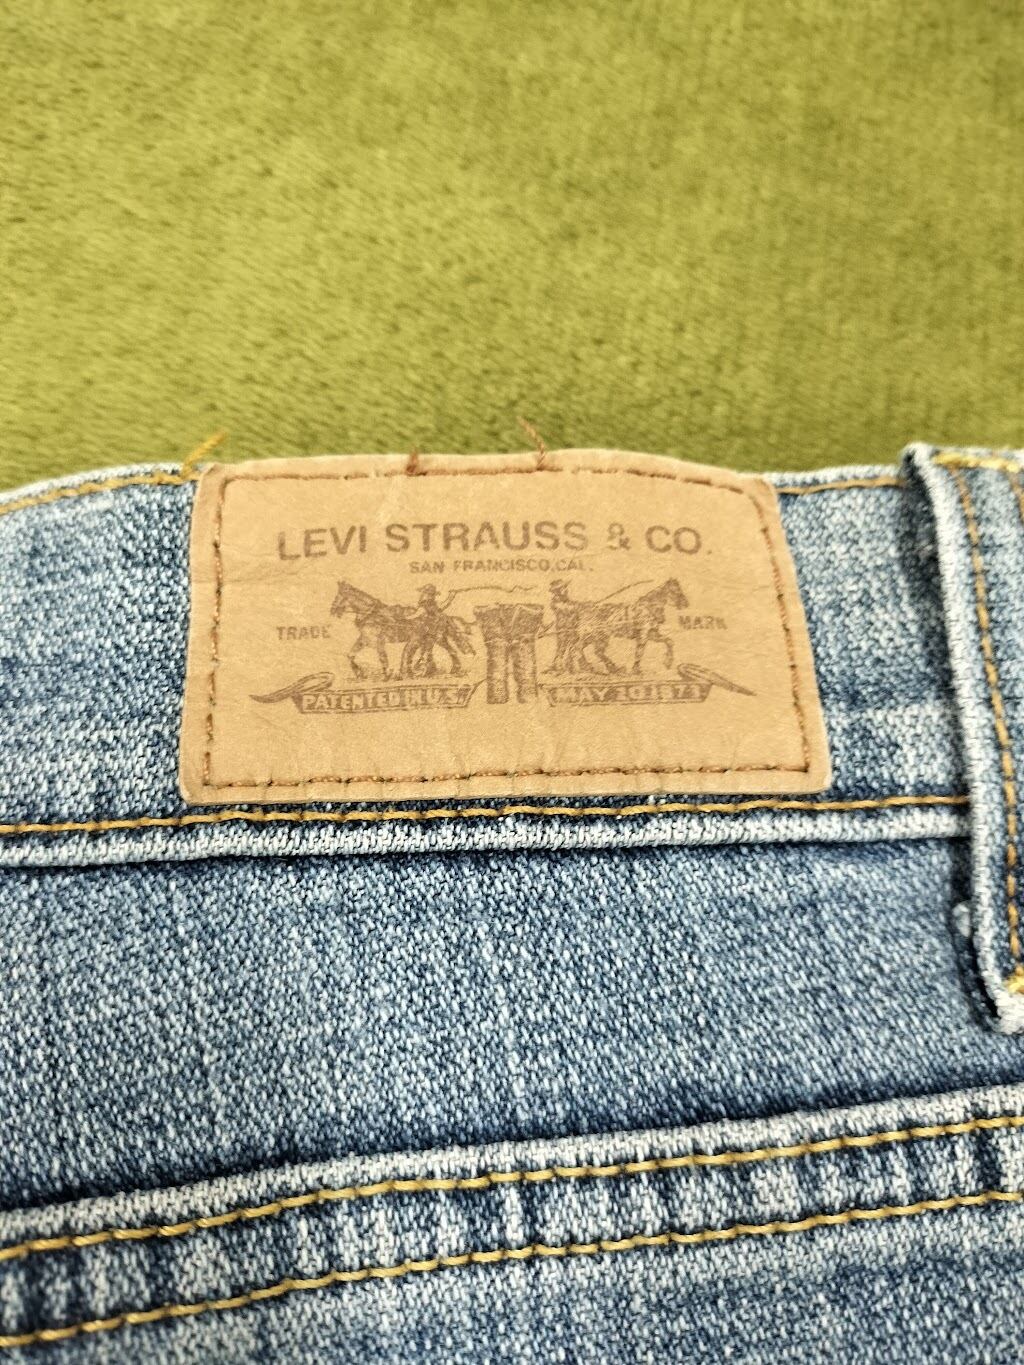 LEVI STRAUSS & CO.
SAN FRANCISCO, CAL.
TRADE MARK
PATENTED IN U.S. MAY 20 1873